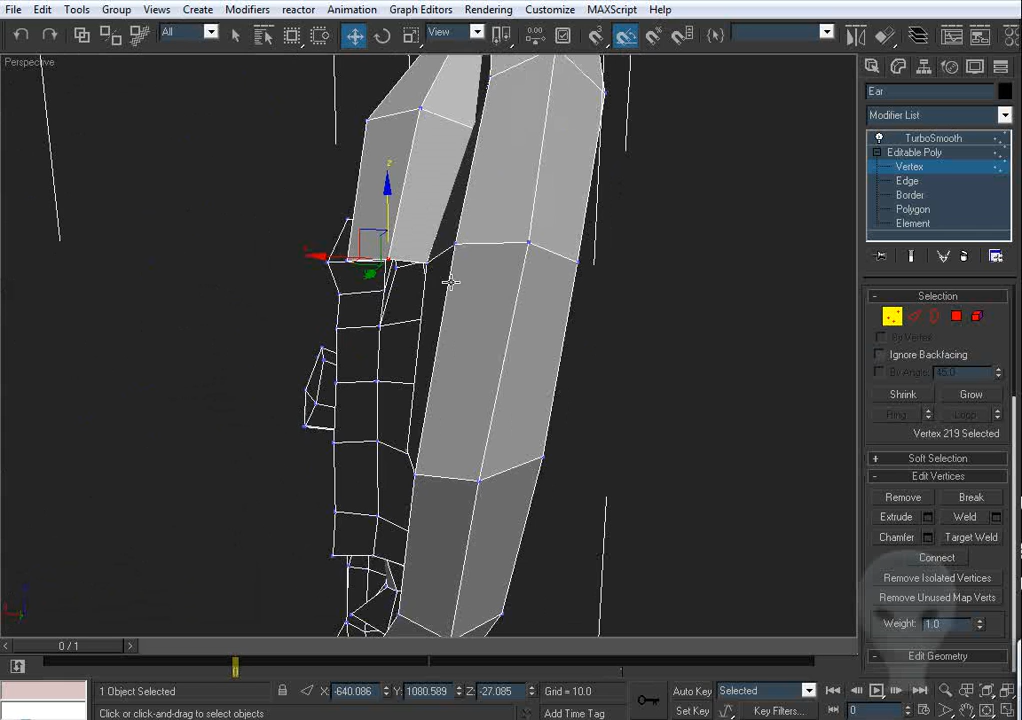 File Edit Tools Group Views Create Modifiers reactor Animation Graph Editors Rendering Customize MAXScript Help
All View
Perspective
Ear
Modifier List
TurboSmooth
Editable Poly
Vertex
Edge
Border
Polygon
Element
z
- Selection
By Vertex
Ignore Backfacing
By Angle: 45.0
Shrink Grow
Ring Loop
Vertex 219 Selected
+ Soft Selection
- Edit Vertices
Remove Break
Extrude Weld
Chamfer Target Weld
Connect
Remove Isolated Vertices
Remove Unused Map Verts
Weight: 1.0
- Edit Geometry
< 0 / 1 >
1 Object Selected X: -640.086 Y: 1080.589 Z: -27.085 Grid = 10.0 Auto Key Selected
Click or click-and-drag to select objects Add Time Tag Set Key Key Filters... 0